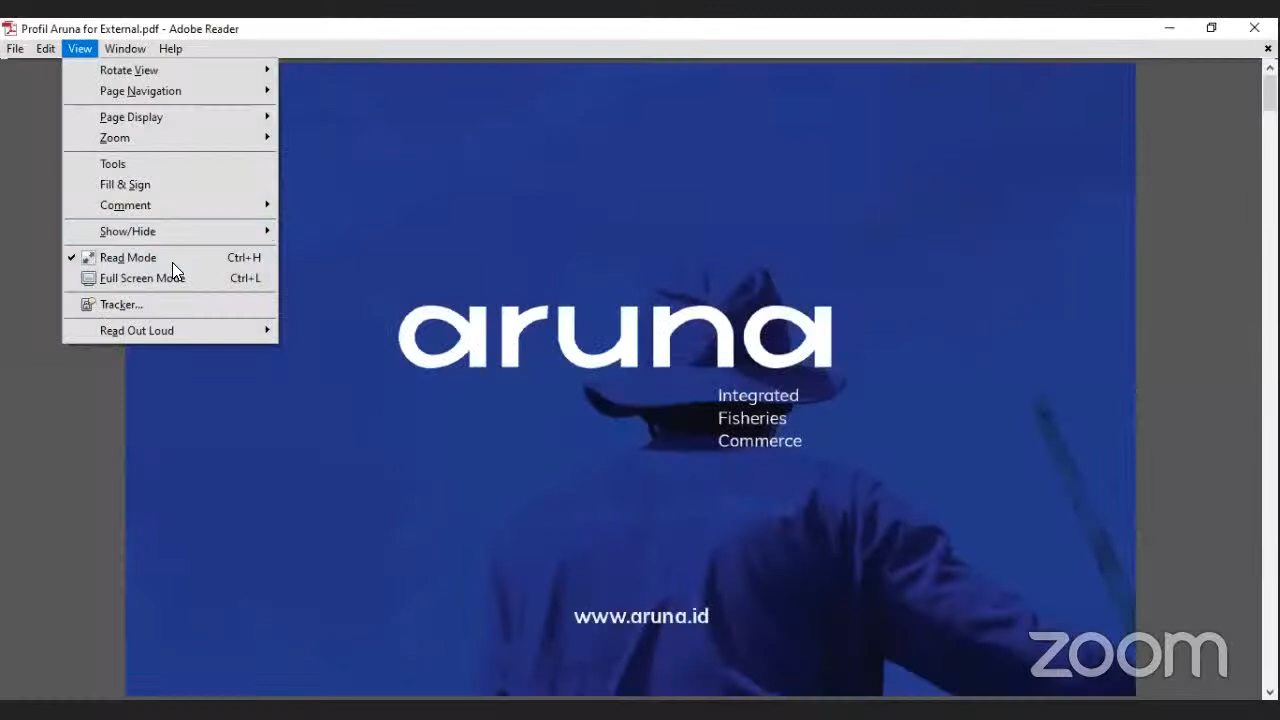 Profil Aruna for External.pdf - Adobe Reader
File Edit View Window Help
Rotate View
Page Navigation
Page Display
Zoom
Tools
Fill & Sign
Comment
Show/Hide
Read Mode Ctrl+H
Full Screen Mode Ctrl+L
Tracker...
Read Out Loud
aruna
Integrated
Fisheries
Commerce
www.aruna.id
zoom